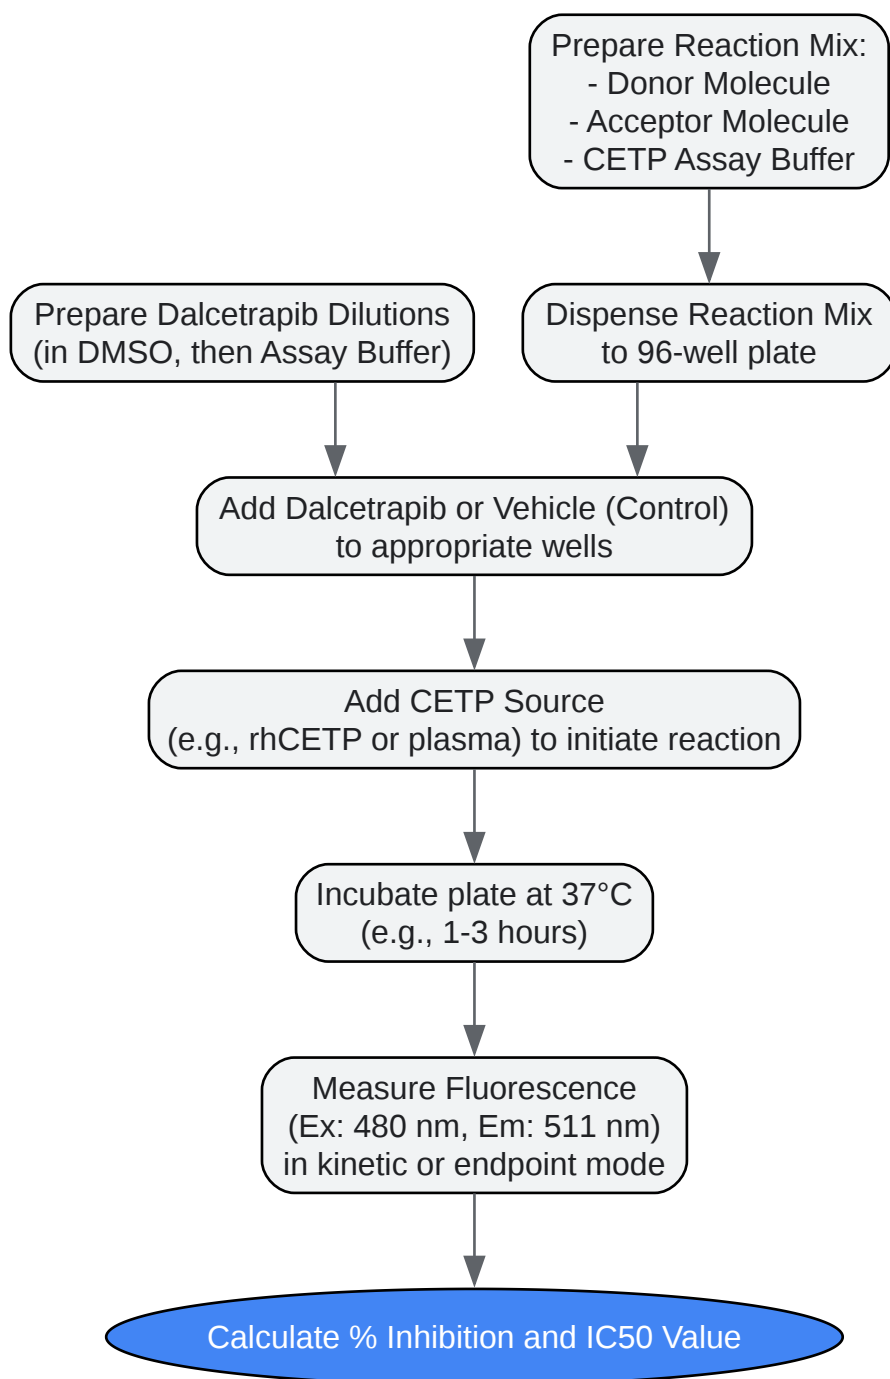 Prepare Reaction Mix:
- Donor Molecule
- Acceptor Molecule
- CETP Assay Buffer
Prepare Dalcetrapib Dilutions
(in DMSO, then Assay Buffer)
Dispense Reaction Mix
to 96-well plate
Add Dalcetrapib or Vehicle (Control)
to appropriate wells
Add CETP Source
(e.g., rhCETP or plasma) to initiate reaction
Incubate plate at 37°C
(e.g., 1-3 hours)
Measure Fluorescence
(Ex: 480 nm, Em: 511 nm)
in kinetic or endpoint mode
Calculate % Inhibition and IC50 Value